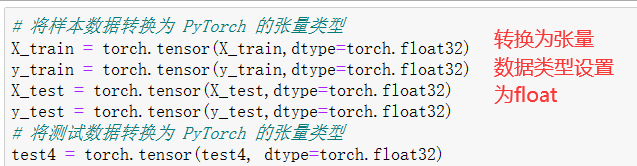 # 将样本数据转换为 PyTorch 的张量类型
X_train = torch.tensor(X_train,dtype=torch.float32)
y_train = torch.tensor(y_train,dtype=torch.float32)
X_test = torch.tensor(X_test,dtype=torch.float32)
y_test = torch.tensor(y_test,dtype=torch.float32)
# 将测试数据转换为 PyTorch 的张量类型
test4 = torch.tensor(test4, dtype=torch.float32)
转换为张量
数据类型设置
为float